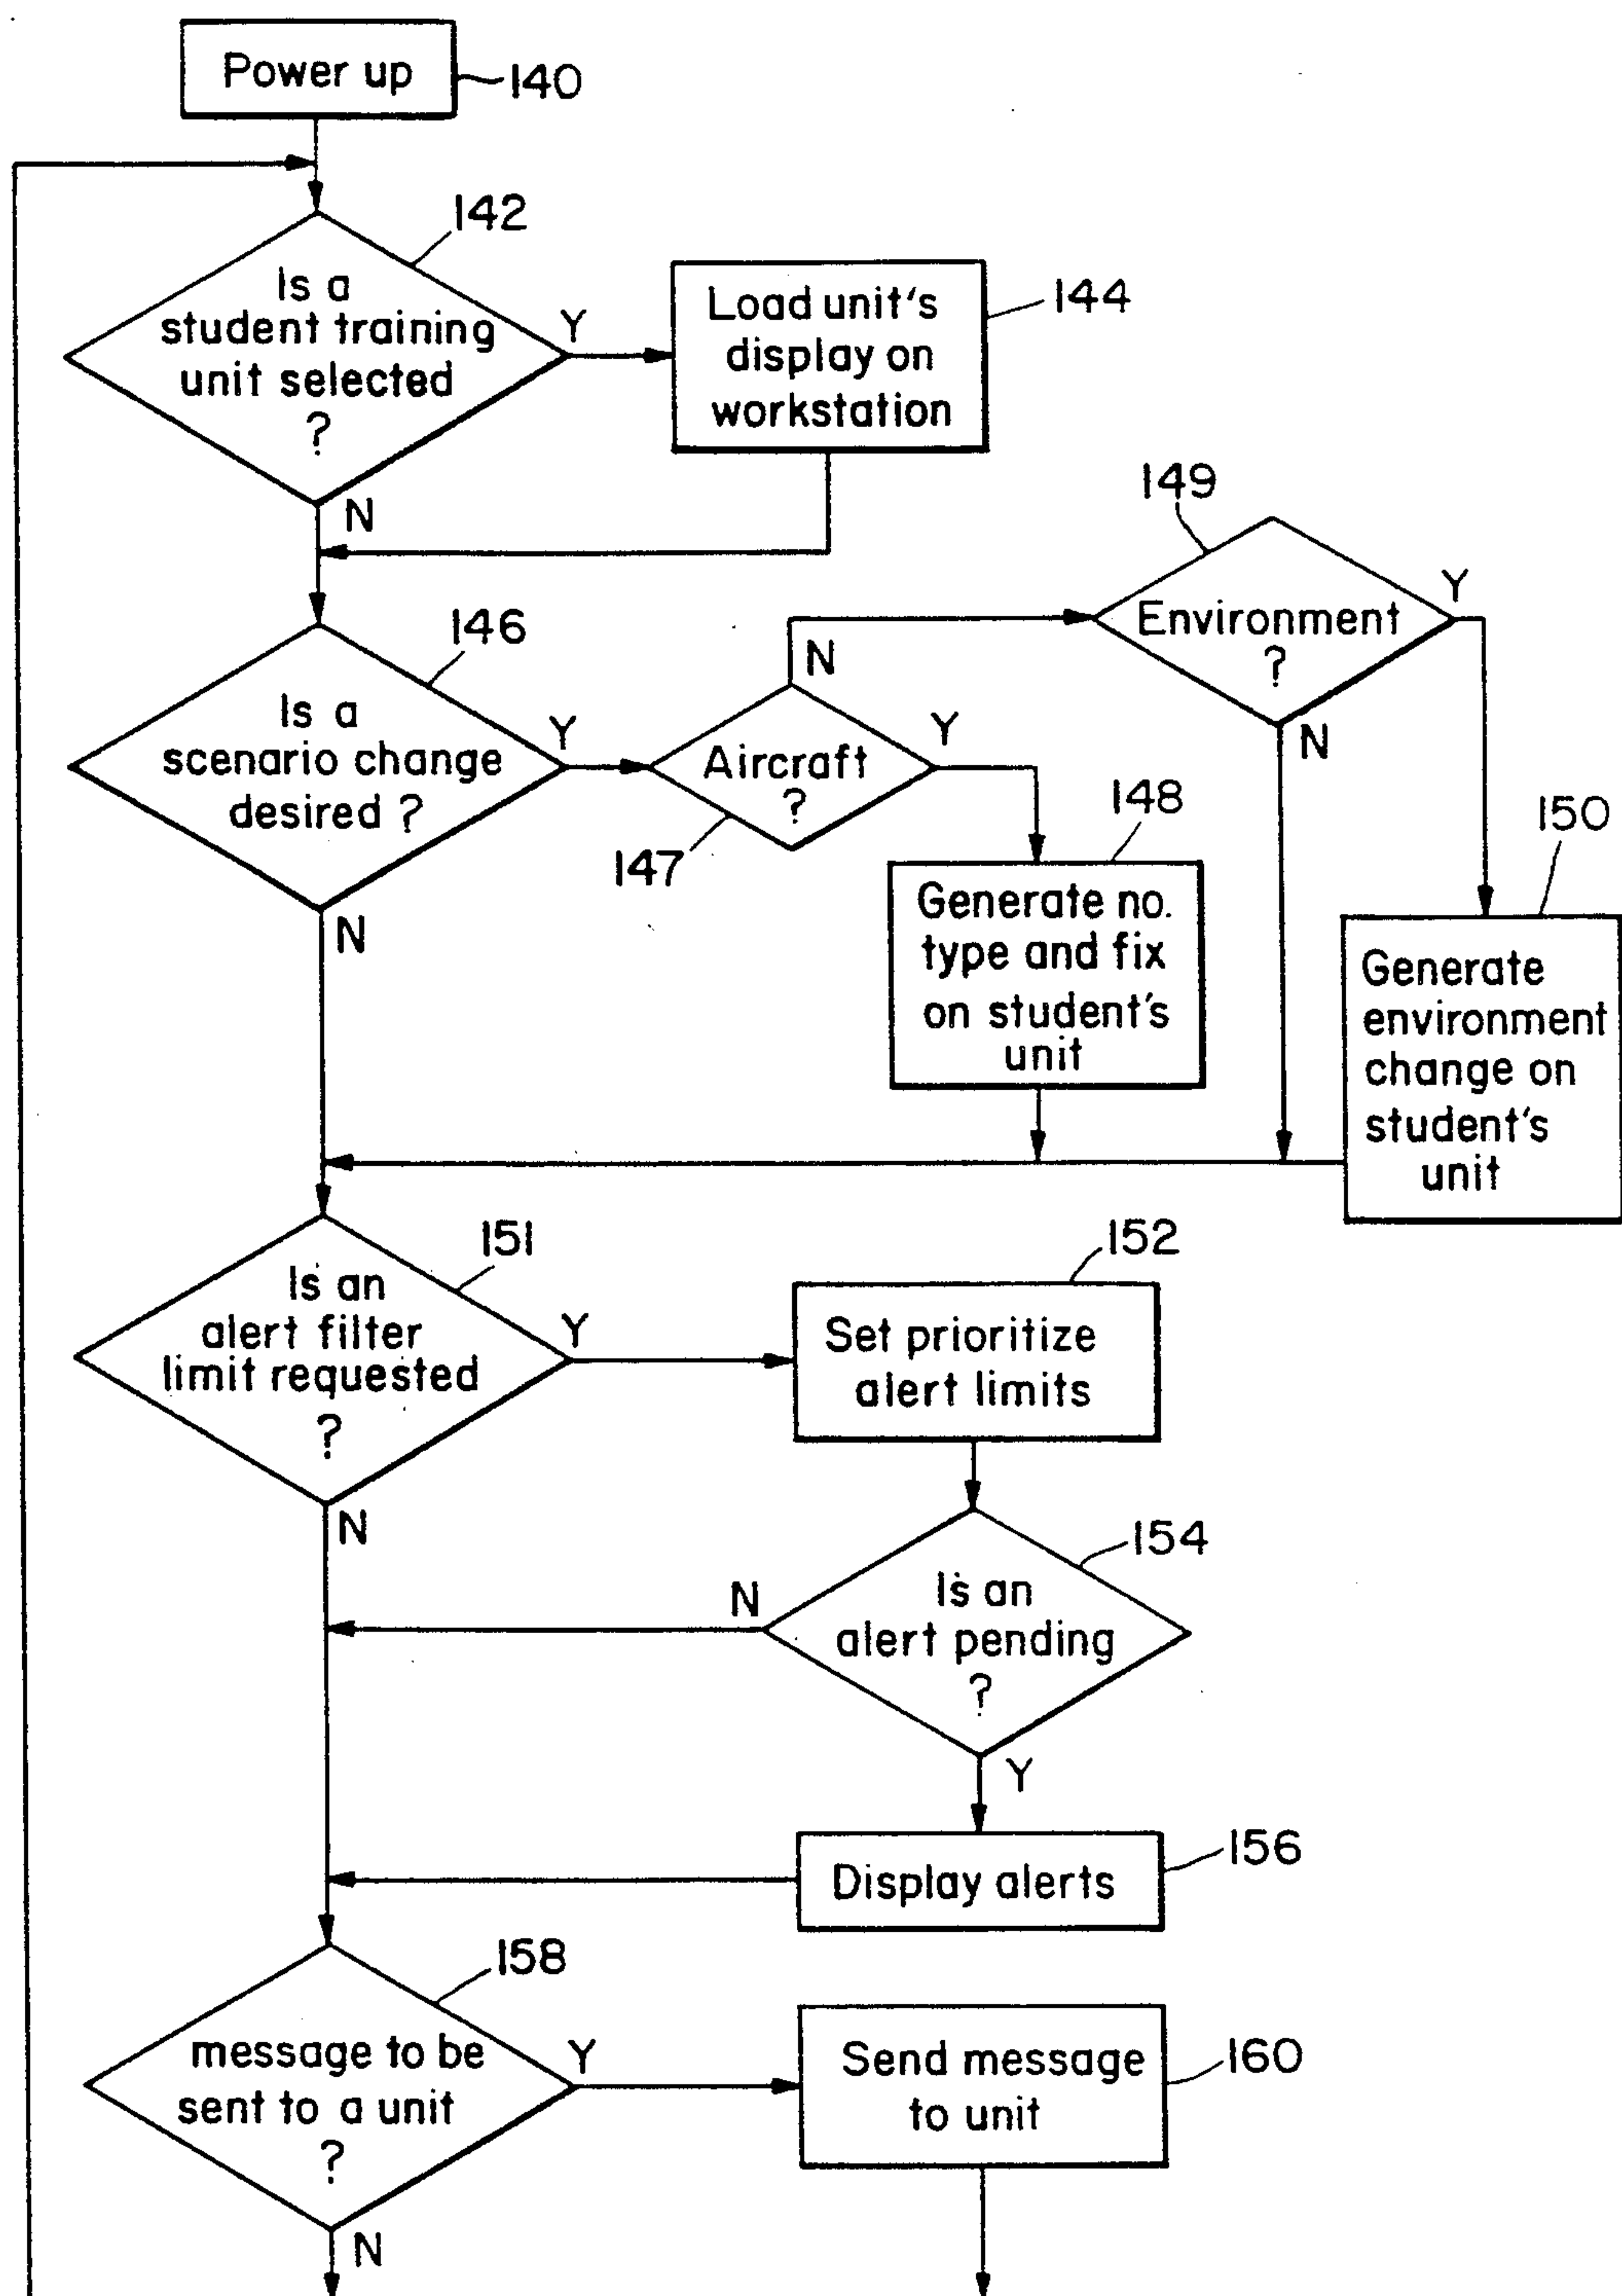 Power up
140
142
Is a
student training
unit selected
?
Y
N
Load unit's
display on
workstation
144
149
Environment
?
Y
N
146
Is a
scenario change
desired ?
Y
N
N
Aircraft
?
Y
147
148
Generate no.
type and fix
on student's
unit
150
Generate
environment
change on
student's
unit
151
Is an
alert filter
limit requested
?
Y
N
152
Set prioritize
alert limits
154
Is an
alert pending
?
N
Y
Display alerts
156
158
message to be
sent to a unit
?
Y
N
Send message
to unit
160